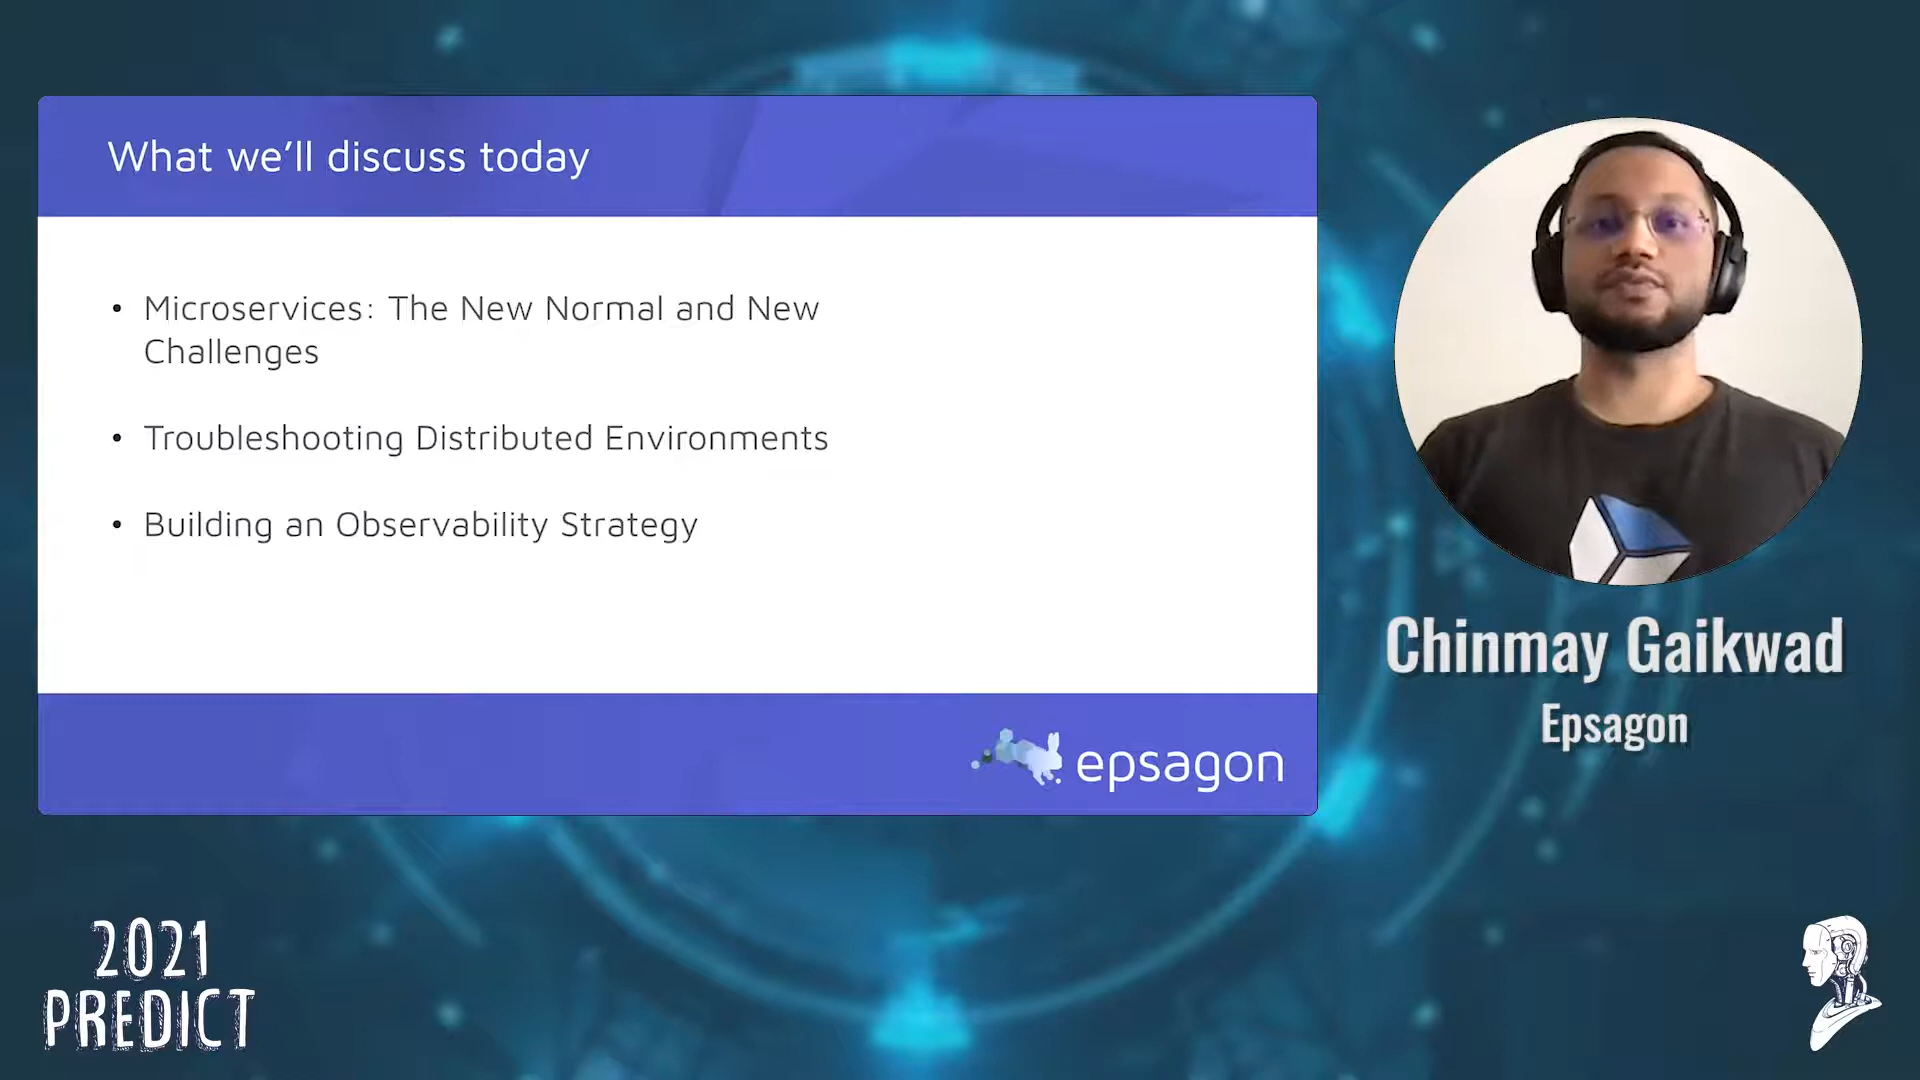 What we’ll discuss today
• Microservices: The New Normal and New
Challenges
• Troubleshooting Distributed Environments
• Building an Observability Strategy
epsagon
Chinmay Gaikwad
Epsagon
2021
PREDICT